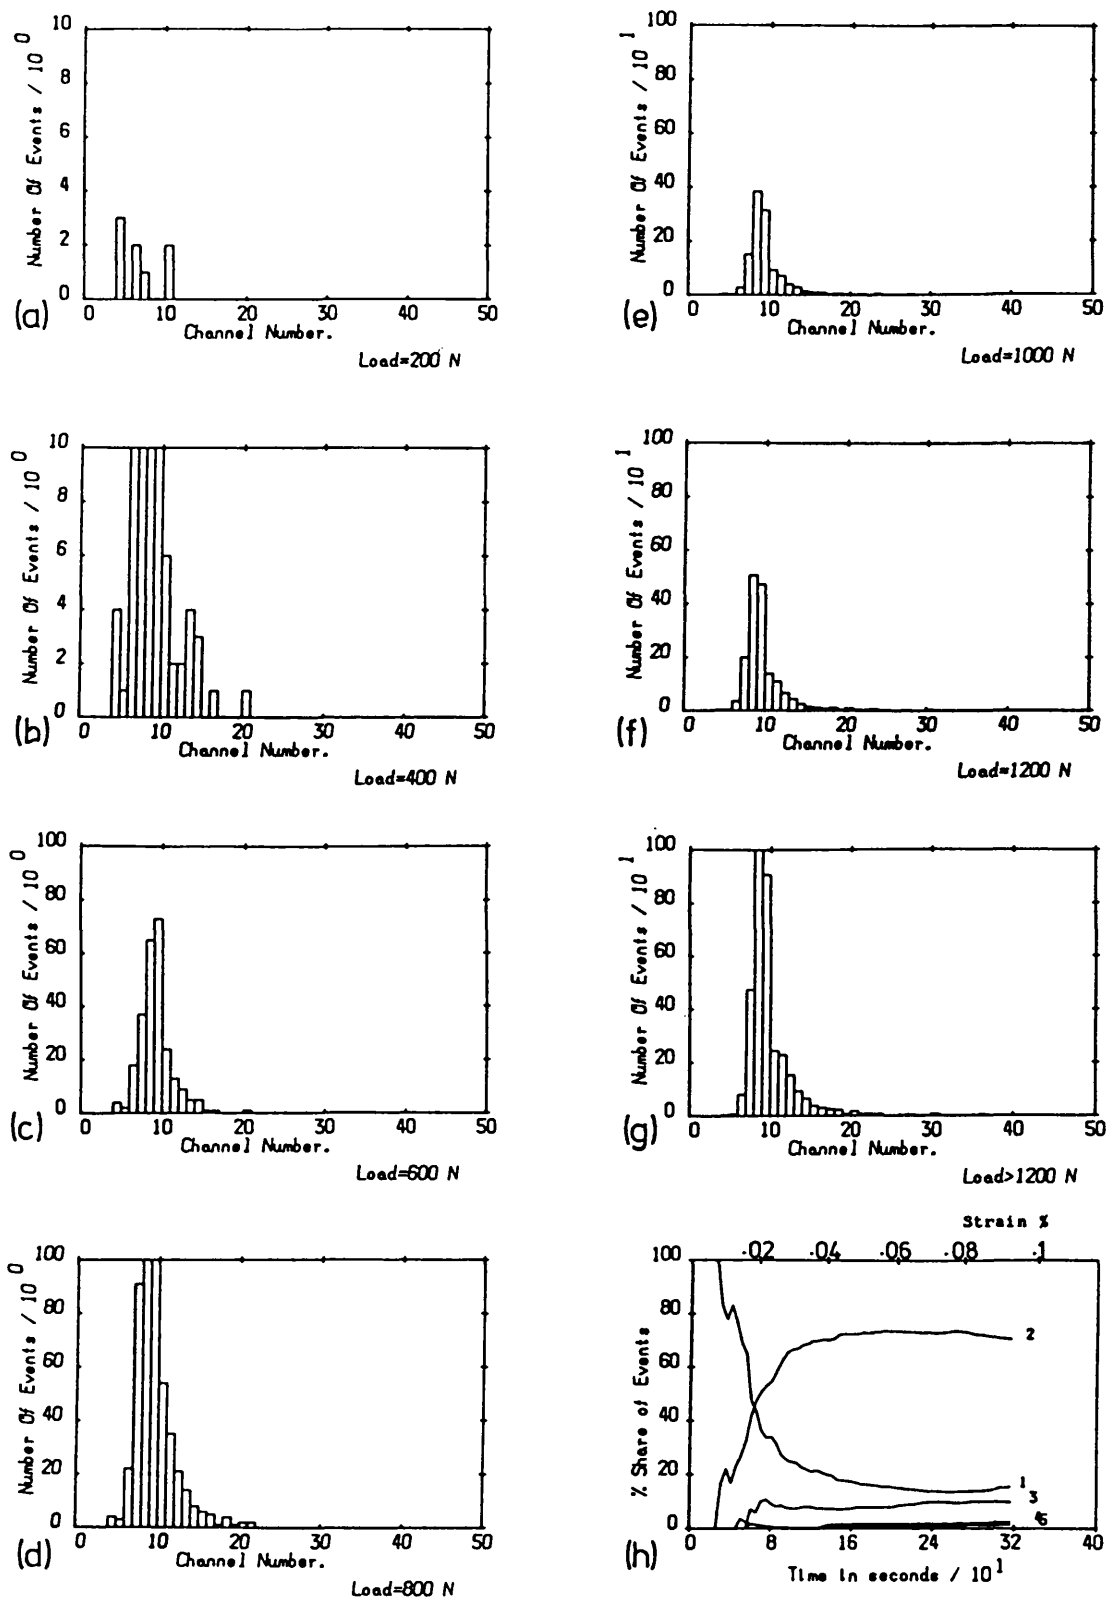 10
8
6
4
2
0
Number Of Events / 10 0
0 10 20 30 40 50
Channel Number.
(a)
Load=200 N
10
8
6
4
2
0
Number Of Events / 10 0
0 10 20 30 40 50
Channel Number.
(b)
Load=400 N
100
80
60
40
20
0
Number Of Events / 10 0
0 10 20 30 40 50
Channel Number.
(c)
Load=600 N
100
80
60
40
20
0
Number Of Events / 10 0
0 10 20 30 40 50
Channel Number.
(d)
Load=800 N
100
80
60
40
20
0
Number Of Events / 10 1
0 10 20 30 40 50
Channel Number.
(e)
Load=1000 N
100
80
60
40
20
0
Number Of Events / 10 1
0 10 20 30 40 50
Channel Number.
(f)
Load=1200 N
100
80
60
40
20
0
Number Of Events / 10 1
0 10 20 30 40 50
Channel Number.
(g)
Load>1200 N
Strain %
.02 .04 .06 .08 .1
100
80
60
40
20
0
% Share of Events
2
1
3
45
0 8 16 24 32 40
Time in seconds / 10 1
(h)